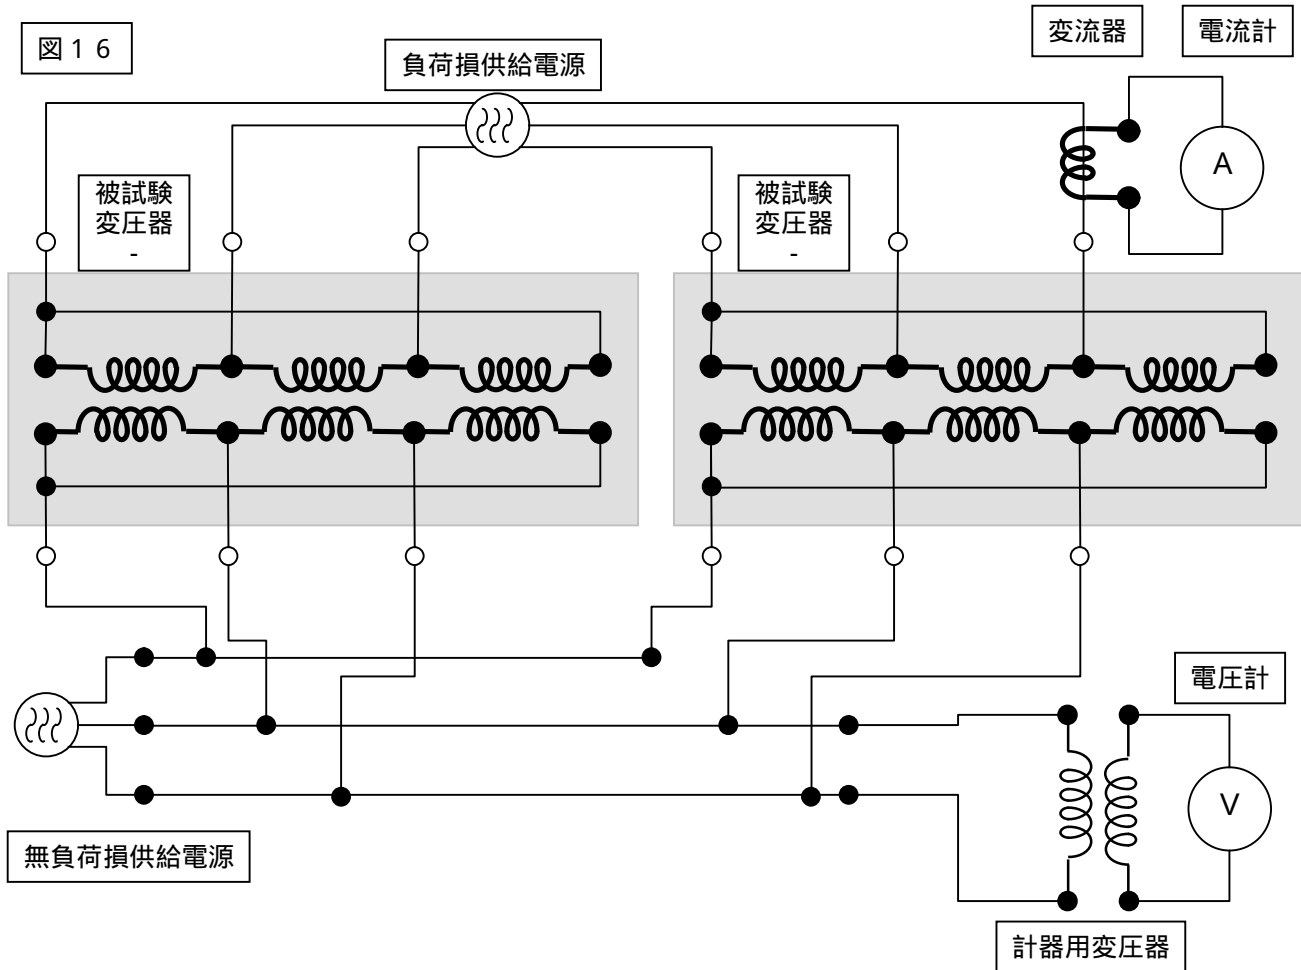 図16
負荷損供給電源
変流器
電流計
A
被試験
変圧器
-
被試験
変圧器
-
電圧計
V
無負荷損供給電源
計器用変圧器